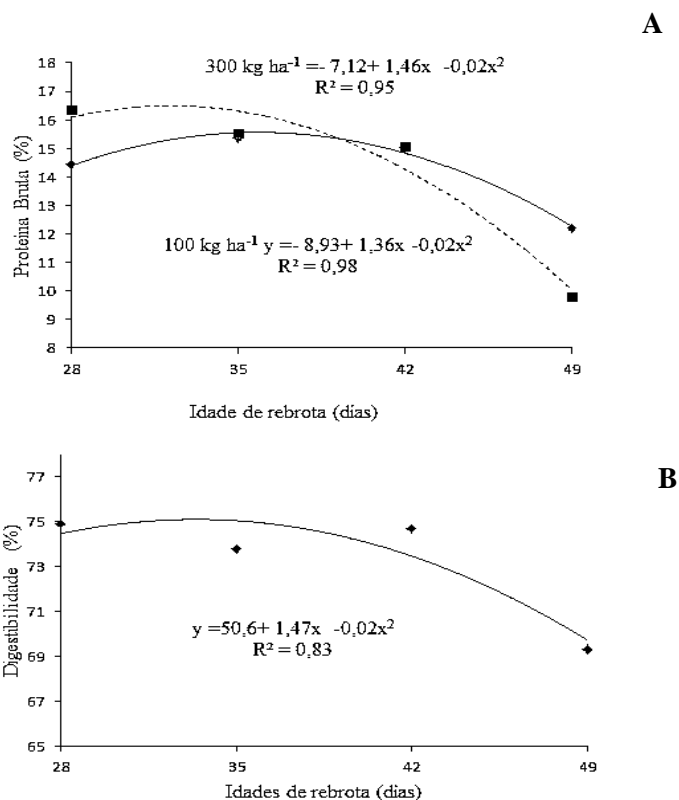 A
300 kg ha⁻¹ =- 7,12+ 1,46x -0,02x²
R² = 0,95
18
17
16
15
14
13
12
11
10
9
8
Proteina Bruta (%)
100 kg ha⁻¹ y =- 8,93+ 1,36x -0,02x²
R² = 0,98
28 35 42 49
Idade de rebrota (dias)
B
77
75
73
71
69
67
65
Digestibilidade (%)
y =50,6+ 1,47x -0,02x²
R² = 0,83
28 35 42 49
Idades de rebrota (dias)